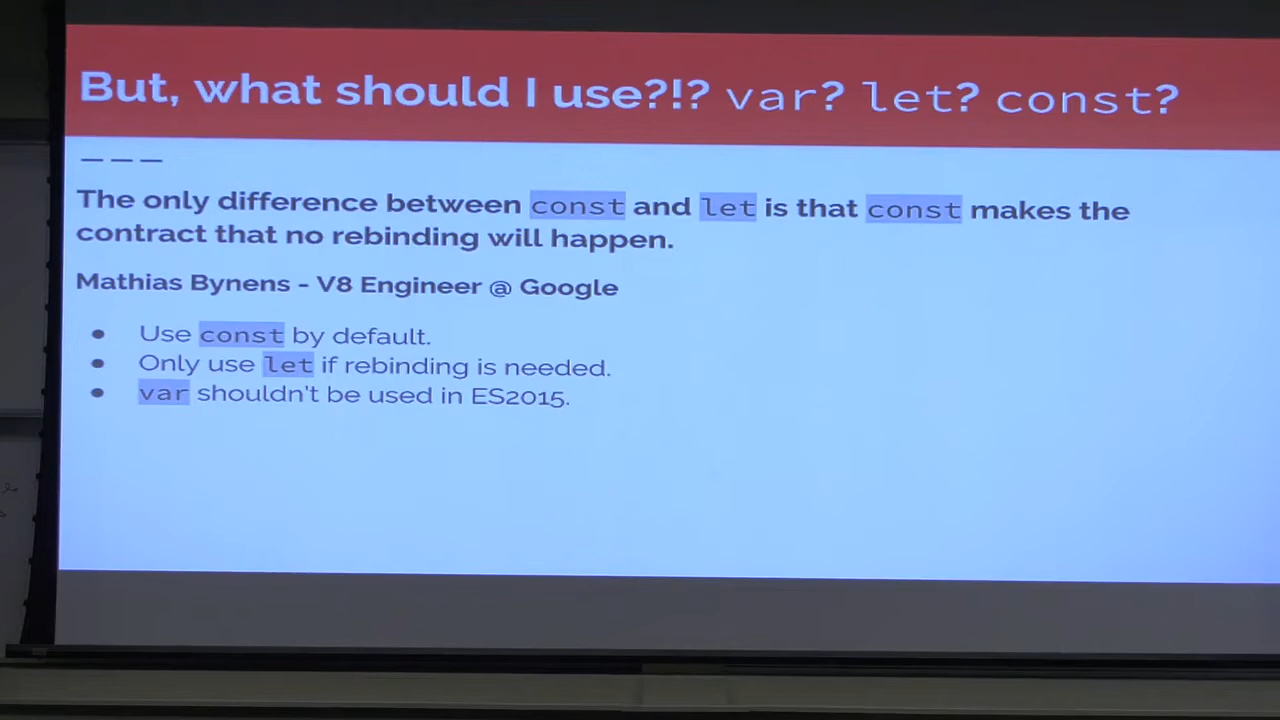 But, what should I use?!? var? let? const?
The only difference between const and let is that const makes the
contract that no rebinding will happen.
Mathias Bynens - V8 Engineer @ Google
● Use const by default.
● Only use let if rebinding is needed.
● var shouldn't be used in ES2015.